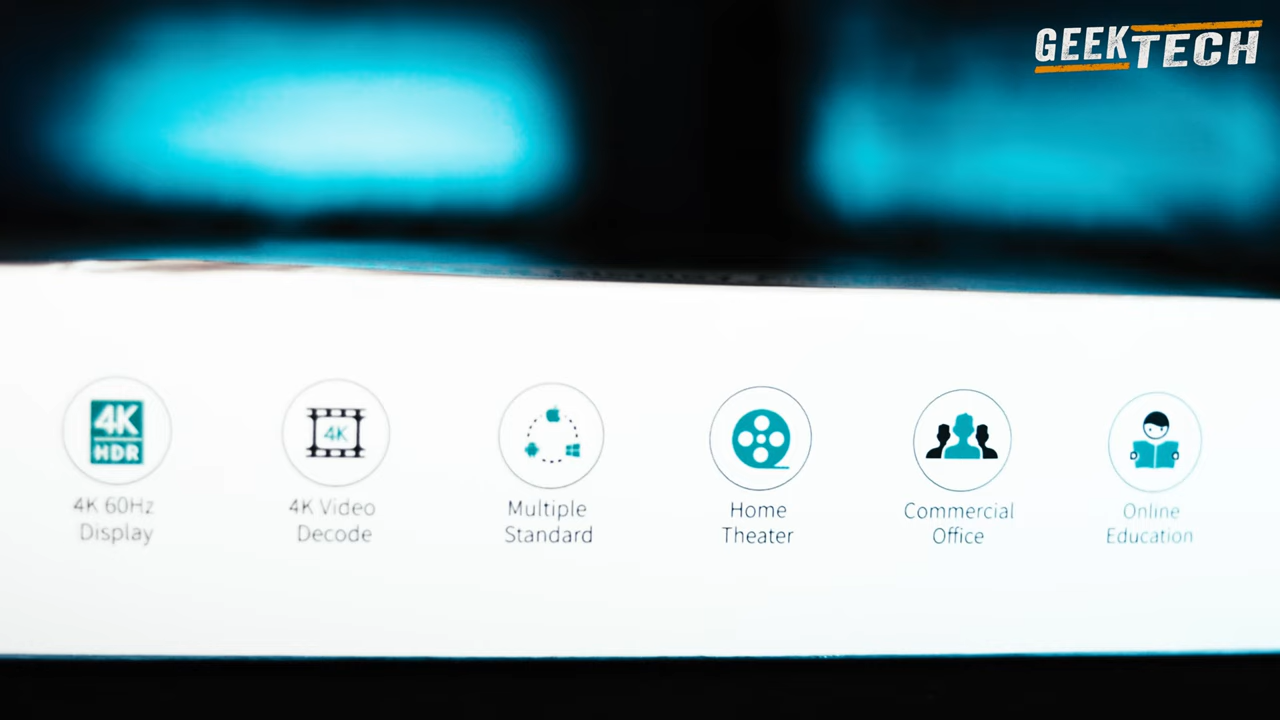 GEEKTECH
4K
HDR
4K 60Hz
Display
4K
4K Video
Decode
Multiple
Standard
Home
Theater
Commercial
Office
Online
Education